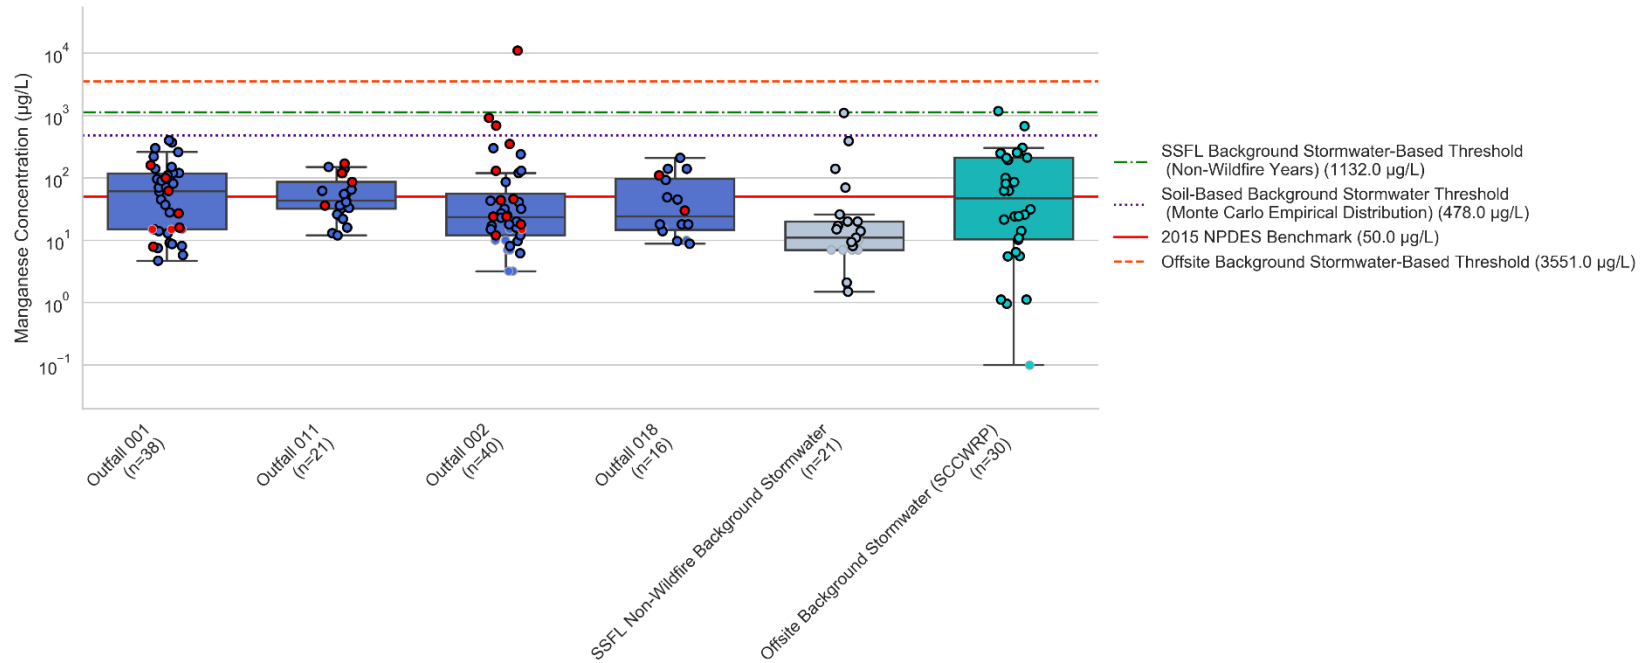 Manganese Concentration (µg/L)
10^4
10^3
10^2
10^1
10^0
10^−1
Outfall 001
(n=38)
Outfall 011
(n=21)
Outfall 002
(n=40)
Outfall 018
(n=16)
SSFL Non-Wildfire Background Stormwater
(n=21)
Offsite Background Stormwater (SCCWRP)
(n=30)
SSFL Background Stormwater-Based Threshold
(Non-Wildfire Years) (1132.0 µg/L)
Soil-Based Background Stormwater Threshold
(Monte Carlo Empirical Distribution) (478.0 µg/L)
2015 NPDES Benchmark (50.0 µg/L)
Offsite Background Stormwater-Based Threshold (3551.0 µg/L)